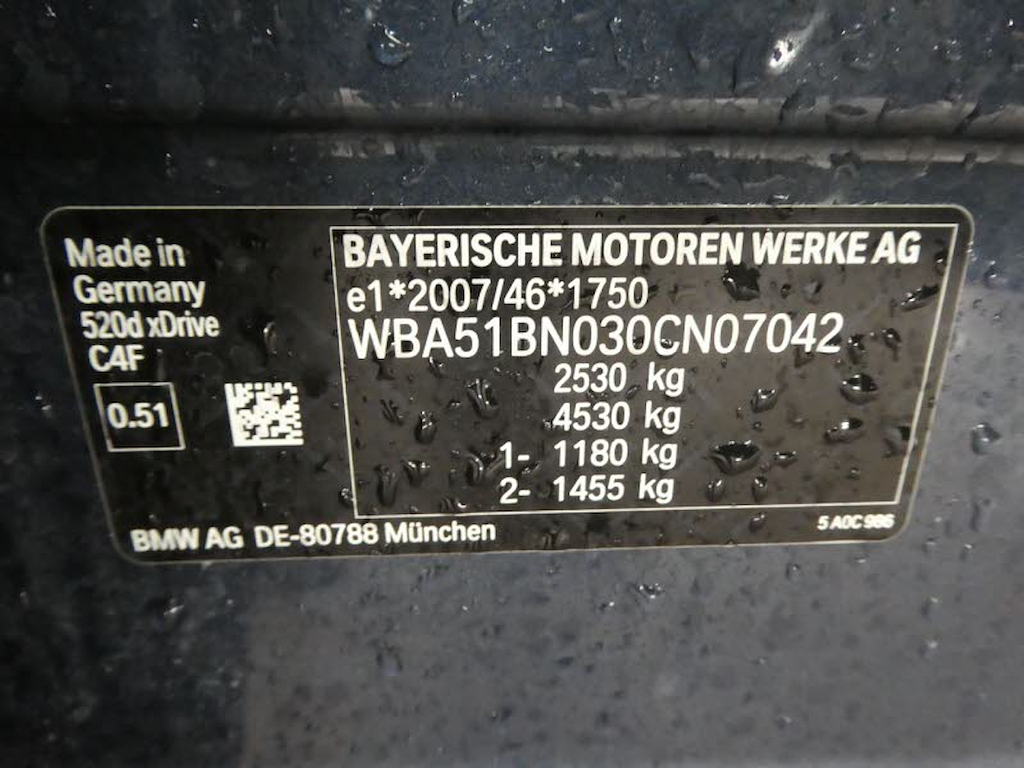 Made in
Germany
520d xDrive
C4F
0.51
BAYERISCHE MOTOREN WERKE AG
e1*2007/46*1750
WBA51BN030CN07042
2530 kg
4530 kg
1- 1180 kg
2- 1455 kg
BMW AG DE-80788 München
5 A0C 986